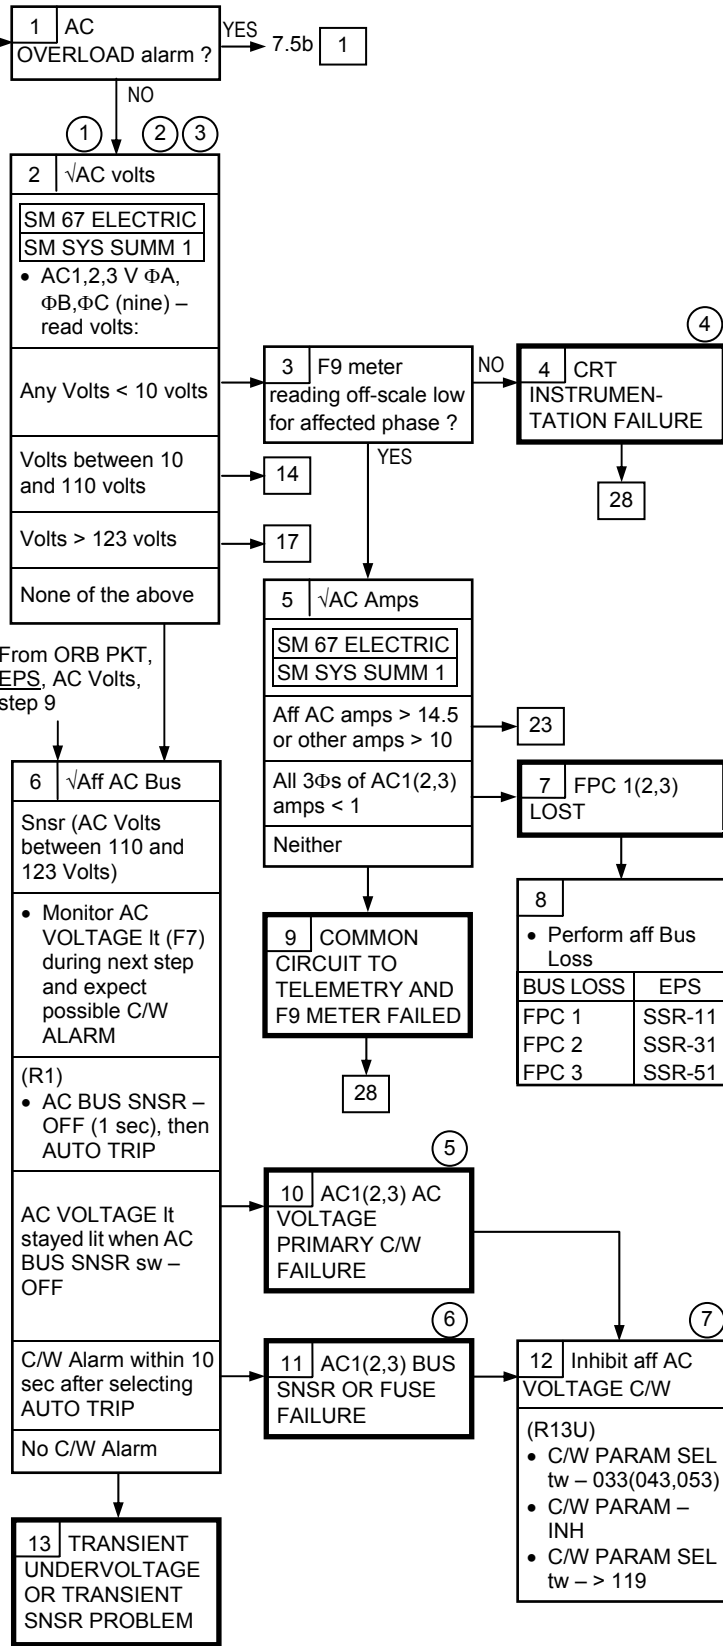 1 AC
OVERLOAD alarm ?
YES
7.5b 1
NO
1 2 3
2 √AC volts
SM 67 ELECTRIC
SM SYS SUMM 1
• AC1,2,3 V ΦA,
ΦB,ΦC (nine) –
read volts:
Any Volts < 10 volts
Volts between 10
and 110 volts
14
Volts > 123 volts
17
None of the above
3 F9 meter
reading off-scale low
for affected phase ?
NO
YES
4
4 CRT
INSTRUMEN-
TATION FAILURE
28
5 √AC Amps
SM 67 ELECTRIC
SM SYS SUMM 1
Aff AC amps > 14.5
or other amps > 10
23
All 3Φs of AC1(2,3)
amps < 1
Neither
From ORB PKT,
EPS, AC Volts,
step 9
6 √Aff AC Bus
Snsr (AC Volts
between 110 and
123 Volts)
• Monitor AC
VOLTAGE lt (F7)
during next step
and expect
possible C/W
ALARM
(R1)
• AC BUS SNSR –
OFF (1 sec), then
AUTO TRIP
AC VOLTAGE lt
stayed lit when AC
BUS SNSR sw –
OFF
C/W Alarm within 10
sec after selecting
AUTO TRIP
No C/W Alarm
7 FPC 1(2,3)
LOST
8
• Perform aff Bus
Loss
BUS LOSS EPS
FPC 1 SSR-11
FPC 2 SSR-31
FPC 3 SSR-51
9 COMMON
CIRCUIT TO
TELEMETRY AND
F9 METER FAILED
28
5
10 AC1(2,3) AC
VOLTAGE
PRIMARY C/W
FAILURE
6
11 AC1(2,3) BUS
SNSR OR FUSE
FAILURE
7
12 Inhibit aff AC
VOLTAGE C/W
(R13U)
• C/W PARAM SEL
tw – 033(043,053)
• C/W PARAM –
INH
• C/W PARAM SEL
tw – > 119
13 TRANSIENT
UNDERVOLTAGE
OR TRANSIENT
SNSR PROBLEM